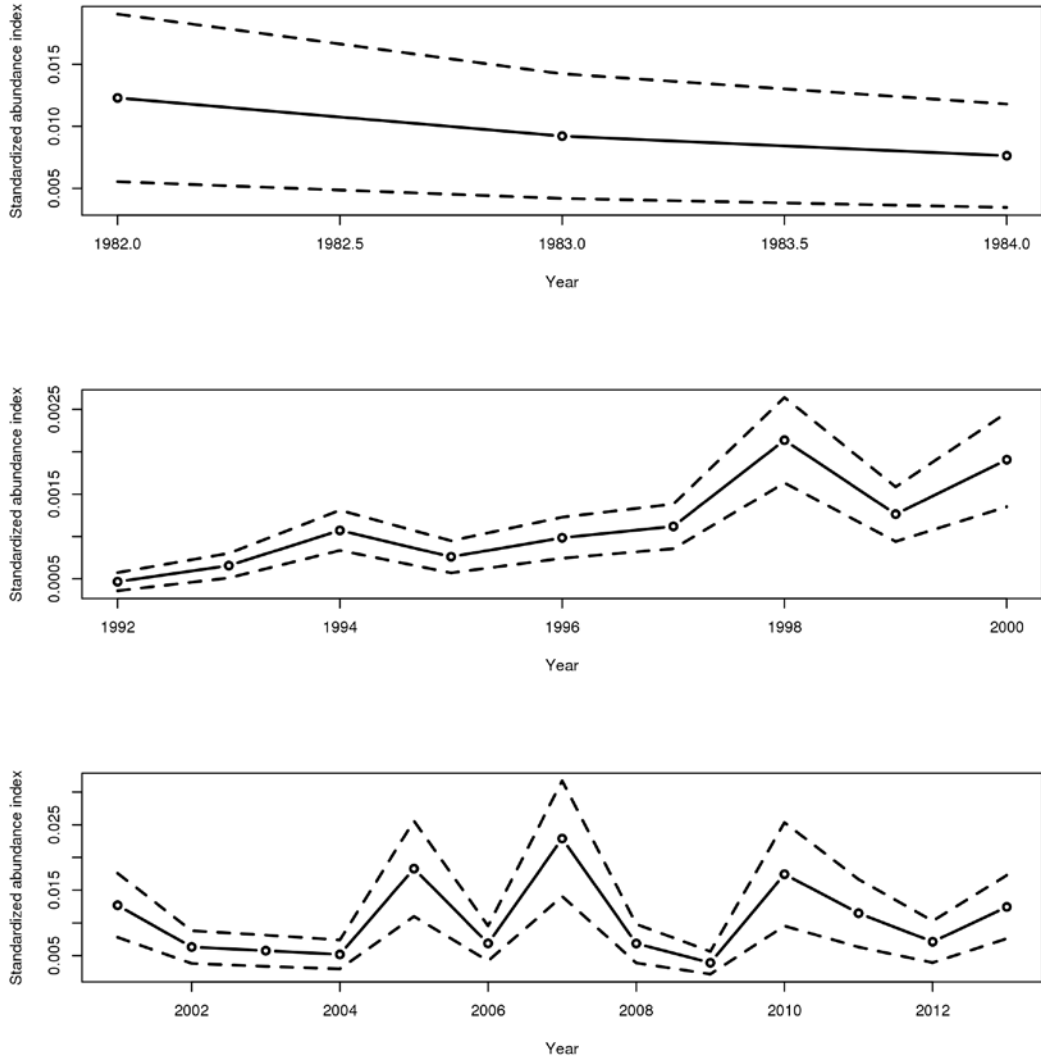 Standardized abundance index
0.015
0.010
0.005
1982.0 1982.5 1983.0 1983.5 1984.0
Year
Standardized abundance index
0.0025
0.0015
0.0005
1992 1994 1996 1998 2000
Year
Standardized abundance index
0.025
0.015
0.005
2002 2004 2006 2008 2010 2012
Year